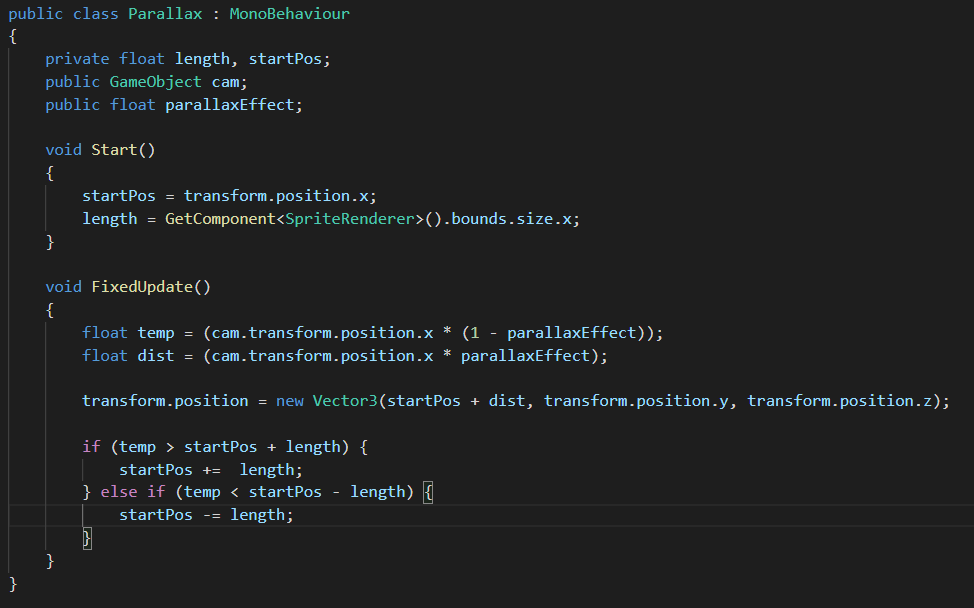 public class Parallax : MonoBehaviour
{
    private float length, startPos;
    public GameObject cam;
    public float parallaxEffect;

    void Start()
    {
        startPos = transform.position.x;
        length = GetComponent<SpriteRenderer>().bounds.size.x;
    }

    void FixedUpdate()
    {
        float temp = (cam.transform.position.x * (1 - parallaxEffect));
        float dist = (cam.transform.position.x * parallaxEffect);

        transform.position = new Vector3(startPos + dist, transform.position.y, transform.position.z);

        if (temp > startPos + length) {
            startPos +=  length;
        } else if (temp < startPos - length) {
            startPos -= length;
        }
    }
}